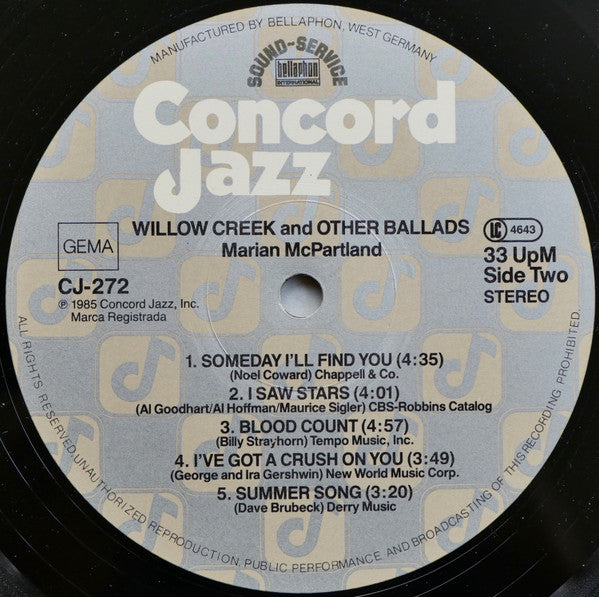 MANUFACTURED BY BELLAPHON, WEST GERMANY
SOUND-SERVICE
bellaphon
INTERNATIONAL
Concord
Jazz
WILLOW CREEK and OTHER BALLADS
Marian McPartland
GEMA
LC 4643
CJ-272
℗ 1985 Concord Jazz, Inc.
Marca Registrada
33 UpM
Side Two
STEREO
1. SOMEDAY I'LL FIND YOU (4:35)
(Noel Coward) Chappell & Co.
2. I SAW STARS (4:01)
(Al Goodhart/Al Hoffman/Maurice Sigler) CBS-Robbins Catalog
3. BLOOD COUNT (4:57)
(Billy Strayhorn) Tempo Music, Inc.
4. I'VE GOT A CRUSH ON YOU (3:49)
(George and Ira Gershwin) New World Music Corp.
5. SUMMER SONG (3:20)
(Dave Brubeck) Derry Music
ALL RIGHTS RESERVED. UNAUTHORIZED REPRODUCTION, PUBLIC PERFORMANCE AND BROADCASTING OF THIS RECORDING PROHIBITED.